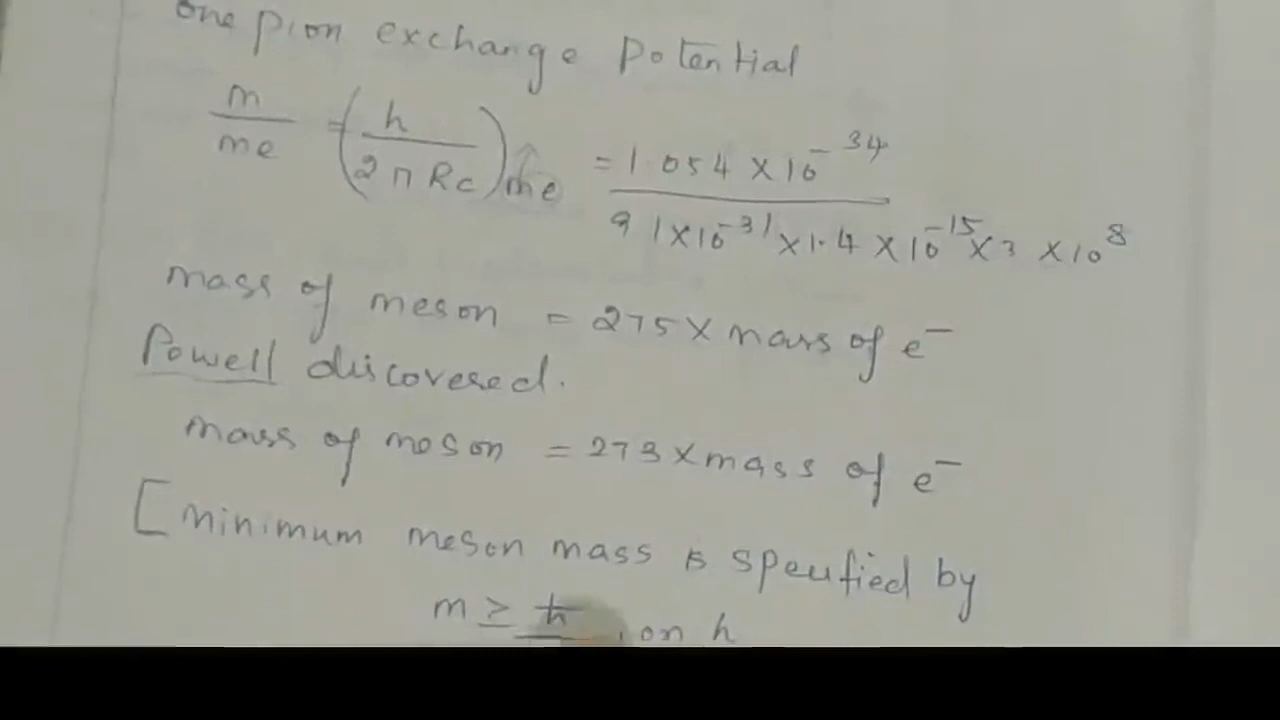 one pion exchange potential
m/me = (h/2πRc)me = 1.054 × 10^-34 / 9 1×10^-31 ×1.4 × 10^-15 × 3 × 10^8
mass of meson = 275 × mass of e^-
Powell discovered.
mass of meson = 273 × mass of e^-
[minimum meson mass is specified by
m ≥ ħ , on h